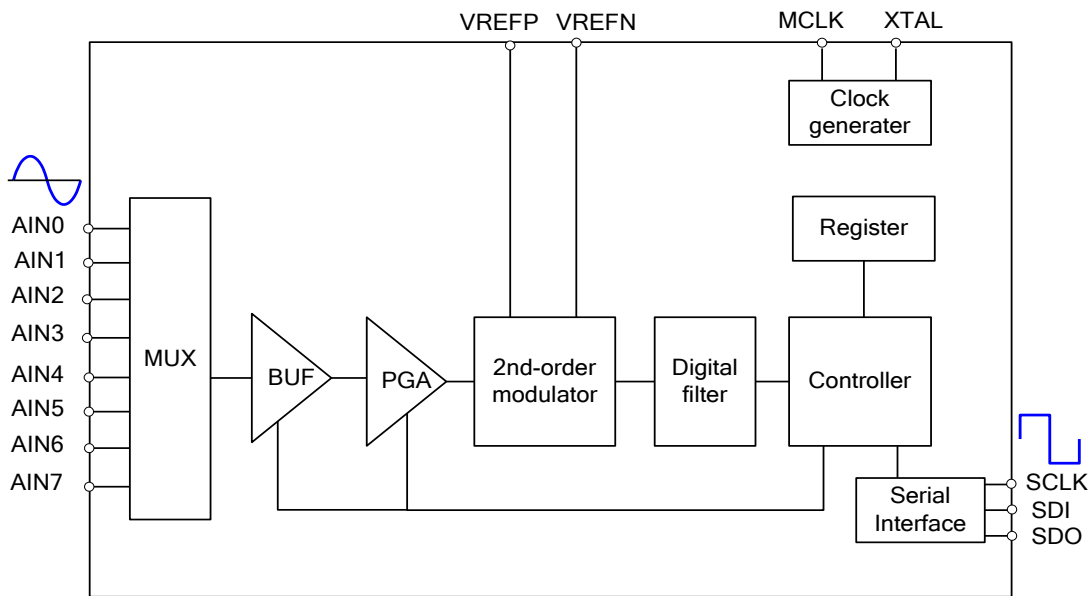 VREFP VREFN MCLK XTAL
Clock
generater
AIN0
AIN1
AIN2
AIN3
AIN4
AIN5
AIN6
AIN7
MUX
BUF
PGA
2nd-order
modulator
Digital
filter
Register
Controller
Serial
Interface
SCLK
SDI
SDO